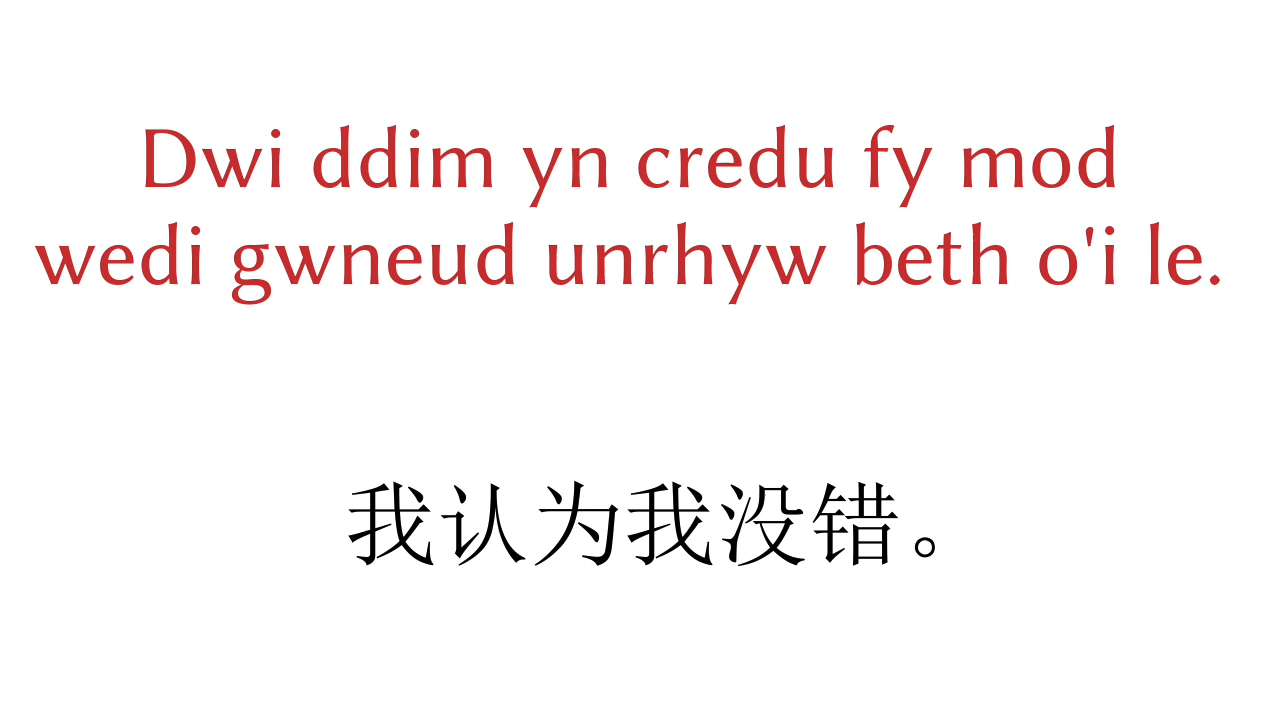 Dwi ddim yn credu fy mod
wedi gwneud unrhyw beth o'i le.
我认为我没错。